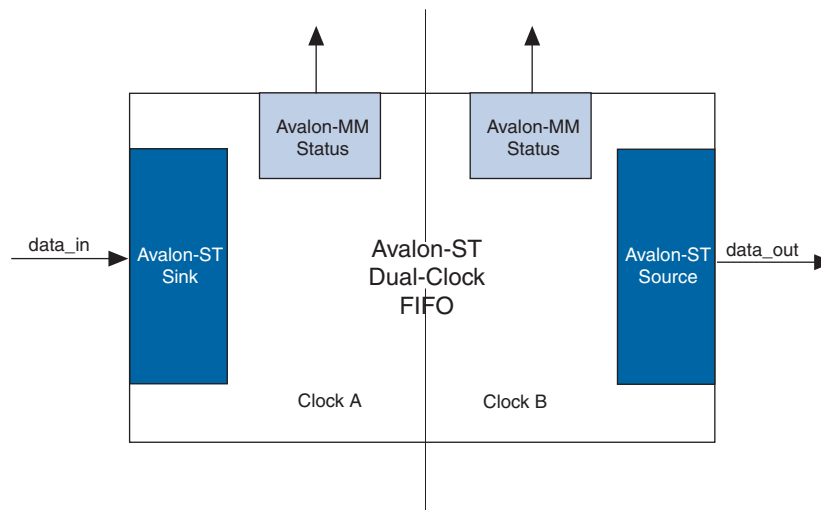 Avalon-MM
Status
Avalon-MM
Status
data_in
Avalon-ST
Sink
Avalon-ST
Dual-Clock
FIFO
Avalon-ST
Source
data_out
Clock A
Clock B